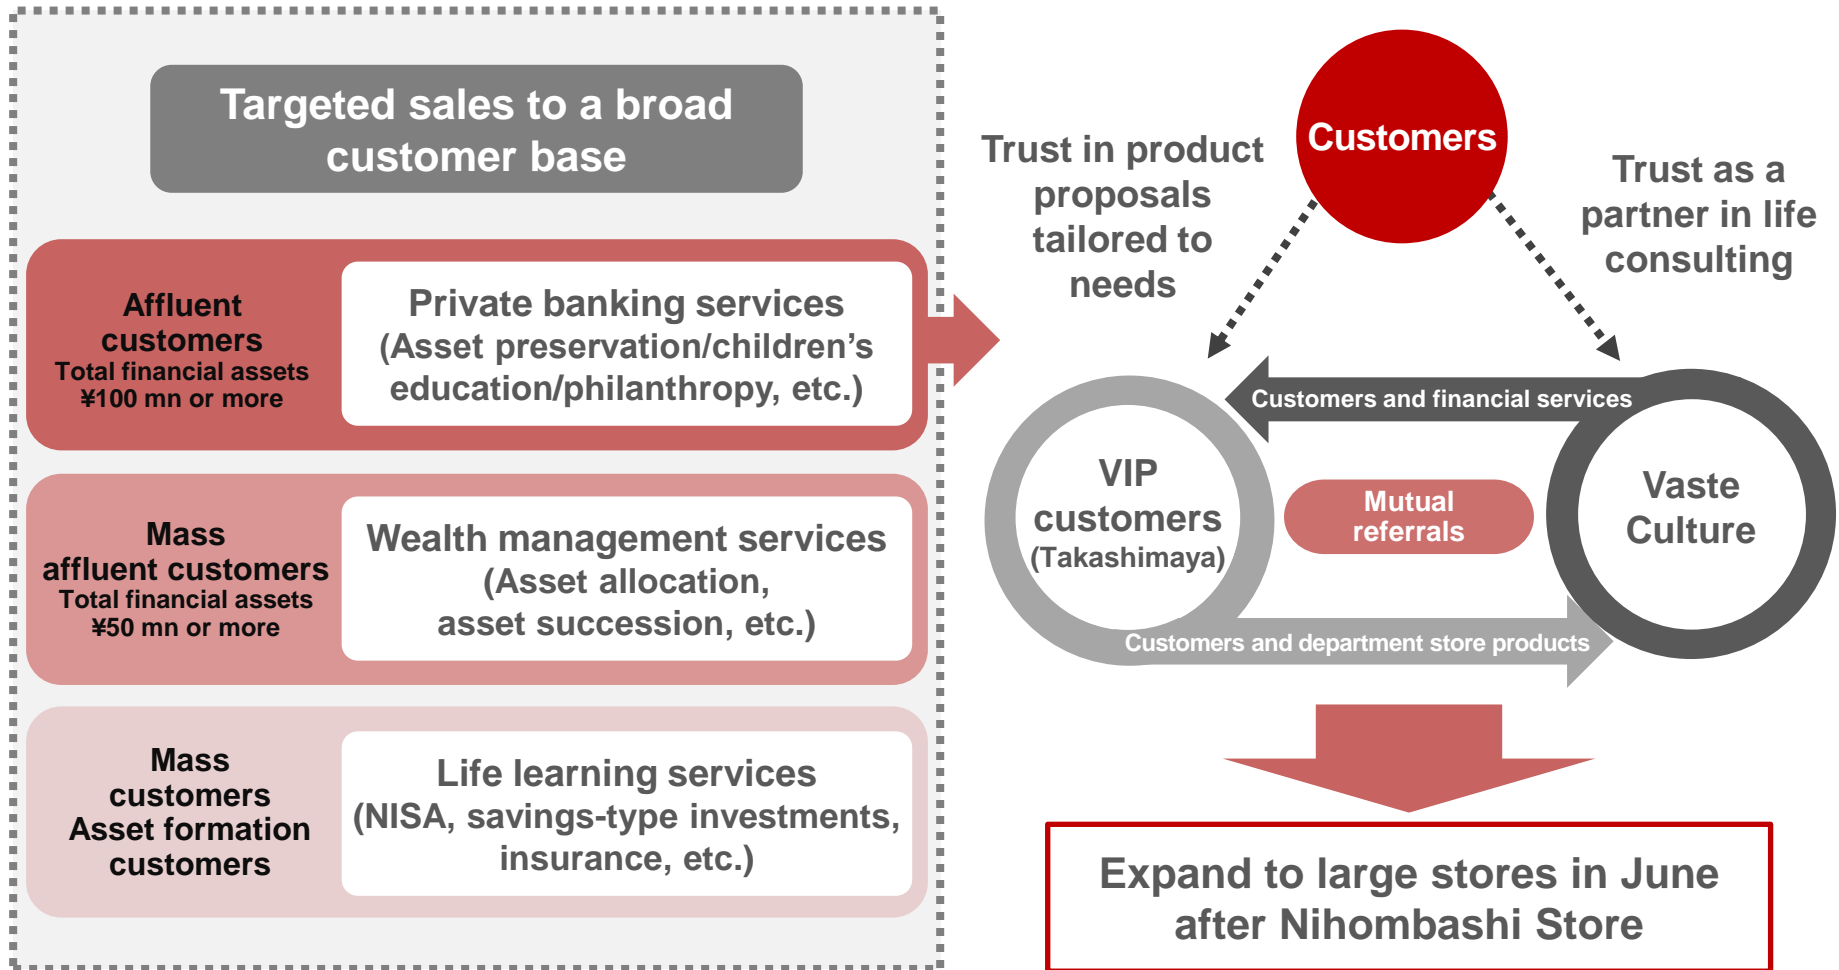 Targeted sales to a broad
customer base
Affluent
customers
Total financial assets
¥100 mn or more
Private banking services
(Asset preservation/children’s
education/philanthropy, etc.)
Mass
affluent customers
Total financial assets
¥50 mn or more
Wealth management services
(Asset allocation,
asset succession, etc.)
Mass
customers
Asset formation
customers
Life learning services
(NISA, savings-type investments,
insurance, etc.)
Customers
Trust in product
proposals
tailored to
needs
Trust as a
partner in life
consulting
Customers and financial services
VIP
customers
(Takashimaya)
Mutual
referrals
Vaste
Culture
Customers and department store products
Expand to large stores in June
after Nihombashi Store